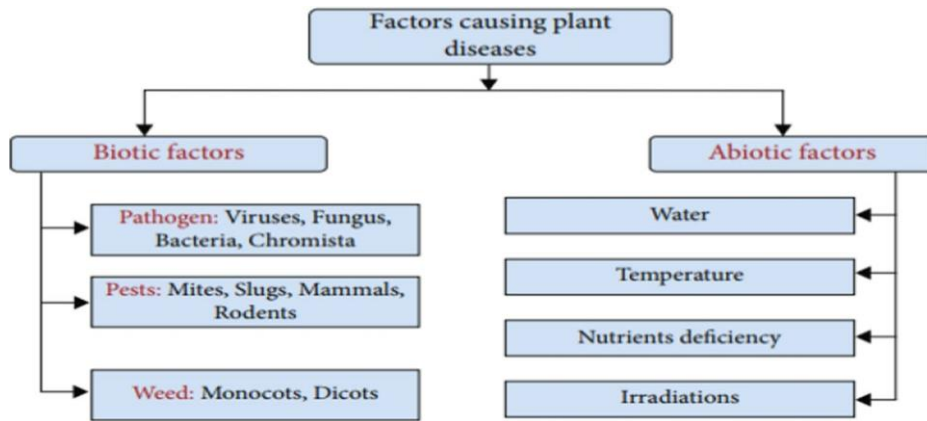 Factors causing plant
diseases
Biotic factors
Abiotic factors
Pathogen: Viruses, Fungus,
Bacteria, Chromista
Pests: Mites, Slugs, Mammals,
Rodents
Weed: Monocots, Dicots
Water
Temperature
Nutrients deficiency
Irradiations